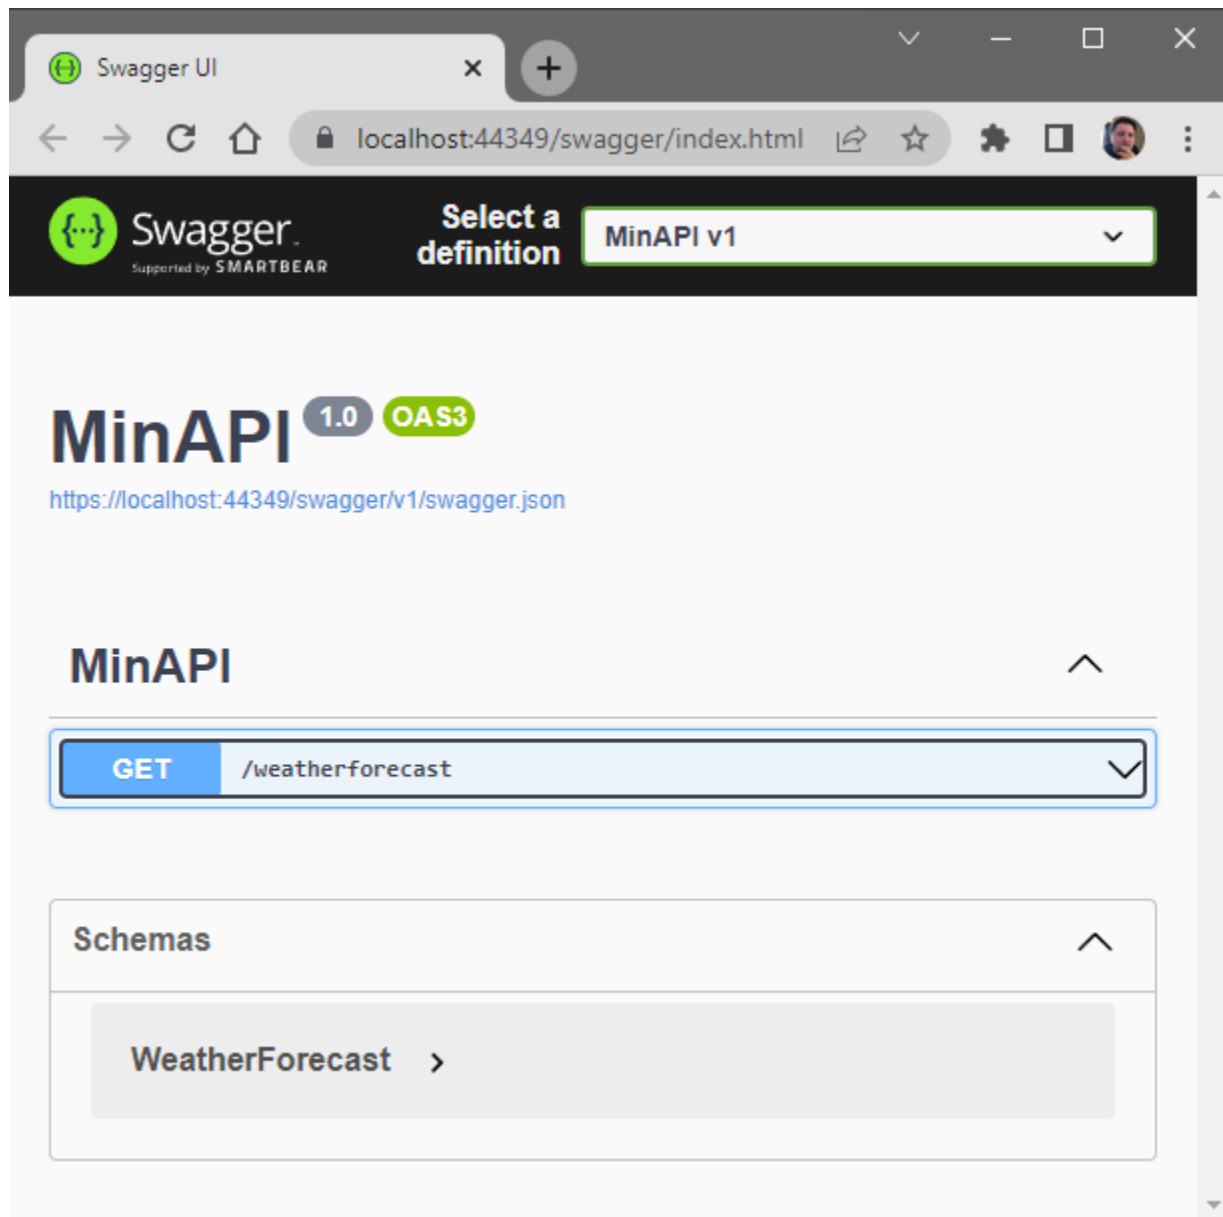 Swagger UI
localhost:44349/swagger/index.html
Swagger.
Supported by SMARTBEAR
Select a
definition
MinAPI v1
MinAPI 1.0 OAS3
https://localhost:44349/swagger/v1/swagger.json
MinAPI
GET /weatherforecast
Schemas
WeatherForecast